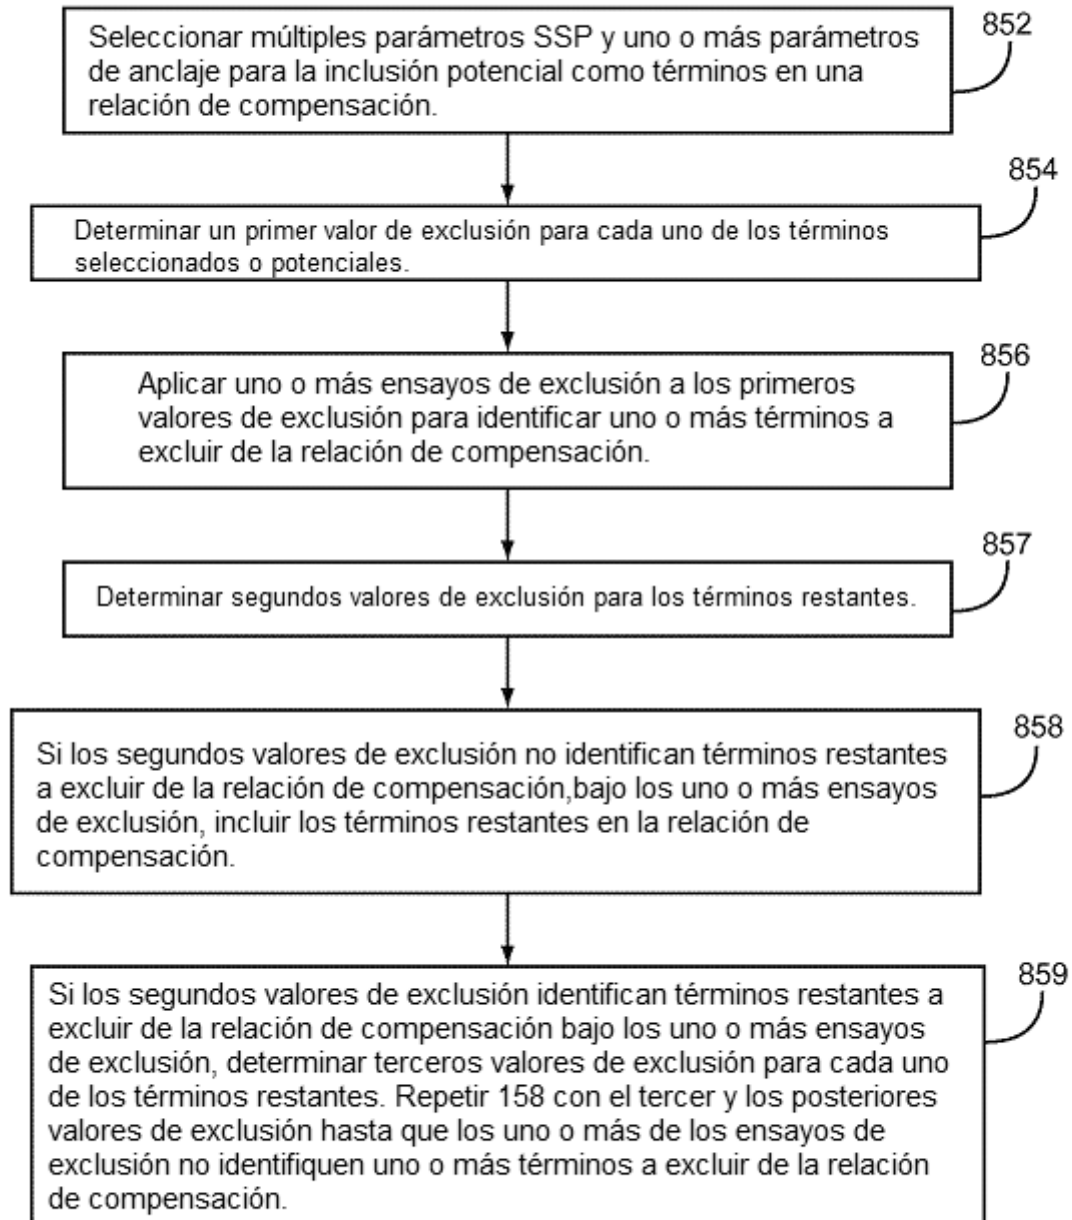 Seleccionar múltiples parámetros SSP y uno o más parámetros
de anclaje para la inclusión potencial como términos en una
relación de compensación.
852
Determinar un primer valor de exclusión para cada uno de los términos
seleccionados o potenciales.
854
Aplicar uno o más ensayos de exclusión a los primeros
valores de exclusión para identificar uno o más términos a
excluir de la relación de compensación.
856
Determinar segundos valores de exclusión para los términos restantes.
857
Si los segundos valores de exclusión no identifican términos restantes
a excluir de la relación de compensación,bajo los uno o más ensayos
de exclusión, incluir los términos restantes en la relación de
compensación.
858
Si los segundos valores de exclusión identifican términos restantes a
excluir de la relación de compensación bajo los uno o más ensayos
de exclusión, determinar terceros valores de exclusión para cada uno
de los términos restantes. Repetir 158 con el tercer y los posteriores
valores de exclusión hasta que los uno o más de los ensayos de
exclusión no identifiquen uno o más términos a excluir de la relación
de compensación.
859